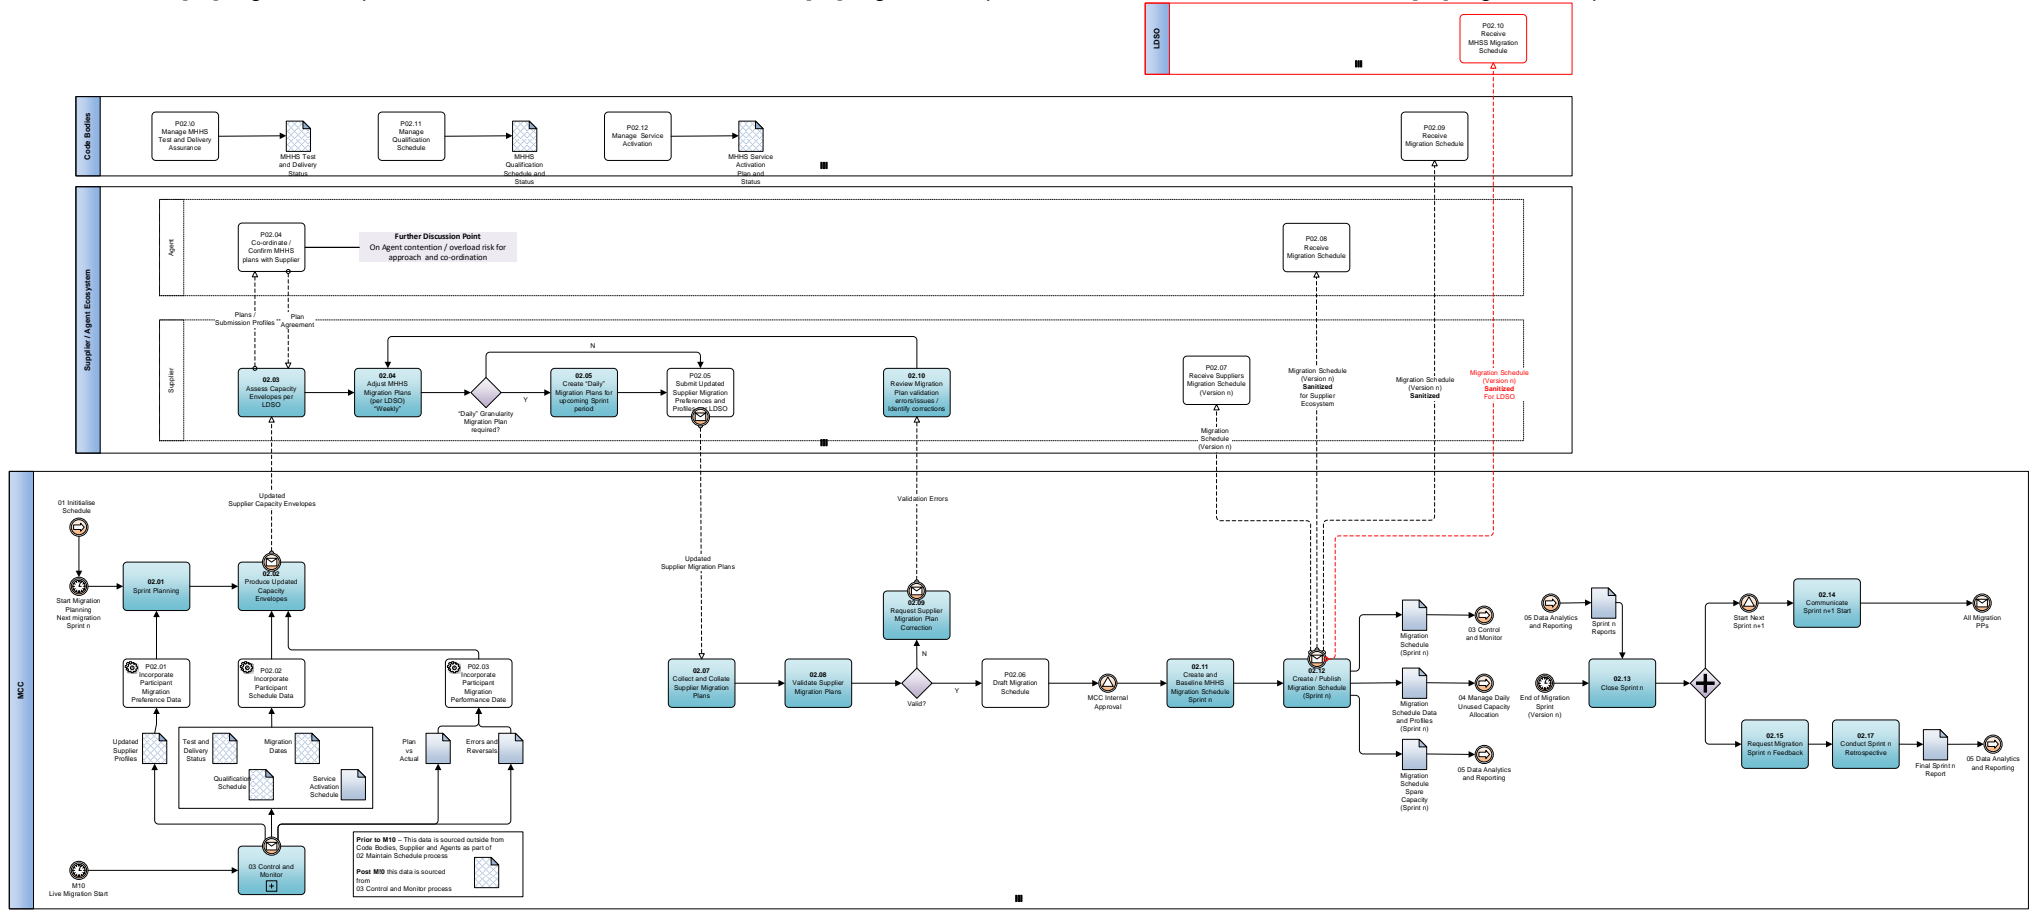 LDSO
P02.10
Receive
MHSS Migration
Schedule
Code Bodies
P02.\0
Manage MHHS
Test and Delivery
Assurance
MHHS Test
and Delivery
Status
P02.11
Manage
Qualification
Schedule
MHHS
Qualification
Schedule and
Status
P02.12
Manage Service
Activation
MHHS Service
Activation
Plan and
Status
P02.09
Receive
Migration Schedule
Supplier / Agent Ecosystem
Agent
P02.04
Co-ordinate /
Confirm MHHS
plans with Supplier
Further Discussion Point
On Agent contention / overload risk for
approach and co-ordination
P02.08
Receive
Migration Schedule
Plans /
Submission Profiles
Plan
Agreement
Supplier
02.03
Assess Capacity
Envelopes per
LDSO
02.04
Adjust MHHS
Migration Plans
(per LDSO)
"Weekly"
N
Y
"Daily" Granularity
Migration Plan
required?
02.05
Create "Daily"
Migration Plans for
upcoming Sprint
period
P02.05
Submit Updated
Supplier Migration
Preferences and
Profiles LDSO
02.10
Review Migration
Plan validation
errors/issues /
Identify corrections
P02.07
Receive Suppliers
Migration Schedule
(Version n)
Migration
Schedule
(Version n)
Migration Schedule
(Version n)
Sanitized
for Supplier
Ecosystem
Migration Schedule
(Version n)
Sanitized
Migration Schedule
(Version n)
Sanitized
For LDSO
MCC
01 Inititialise
Schedule
Start Migration
Planning
Next migration
Sprint n
02.01
Sprint Planning
Updated
Supplier Capacity Envelopes
02.02
Produce Updated
Capacity
Envelopes
P02.01
Incorporate
Participant
Migration
Preference Data
P02.02
Incorporate
Participant
Schedule Data
P02.03
Incorporate
Participant
Migration
Performance Date
Updated
Supplier
Profiles
Test and
Delivery
Status
Migration
Dates
Qualification
Schedule
Service
Activation
Schedule
Plan
vs
Actual
Errors and
Reversals
M10
Live Migration Start
03 Control and
Monitor
Prior to M10 – This data is sourced outside from
Code Bodies, Supplier and Agents as part of
02 Maintain Schedule process
Post M!0 this data is sourced
from
03 Control and Monitor process
Updated
Supplier Migration Plans
02.07
Collect and Collate
Supplier Migration
Plans
02.08
Validate Supplier
Migration Plans
Validation Errors
02.09
Request Supplier
Migration Plan
Correction
N
Y
Valid?
P02.06
Draft Migration
Schedule
MCC Internal
Approval
02.11
Create and
Baseline MHHS
Migration Schedule
Sprint n
02.12
Create / Publish
Migration Schedule
(Sprint n)
Migration
Schedule
(Sprint n)
03 Control
and Monitor
Migration
Schedule Data
and Profiles
(Sprint n)
04 Manage Daily
Unused Capacity
Allocation
Migration
Schedule
Spare
Capacity
(Sprint n)
05 Data Analytics
and Reporting
05 Data Analytics
and Reporting
Sprint n
Reports
End of Migration
Sprint
(Version n)
02.13
Close Sprint n
Start Next
Sprint n+1
02.14
Communicate
Sprint n+1 Start
All Migration
PPs
02.15
Request Migration
Sprint n Feedback
02.17
Conduct Sprint n
Retrospective
Final Sprint n
Report
05 Data Analytics
and Reporting